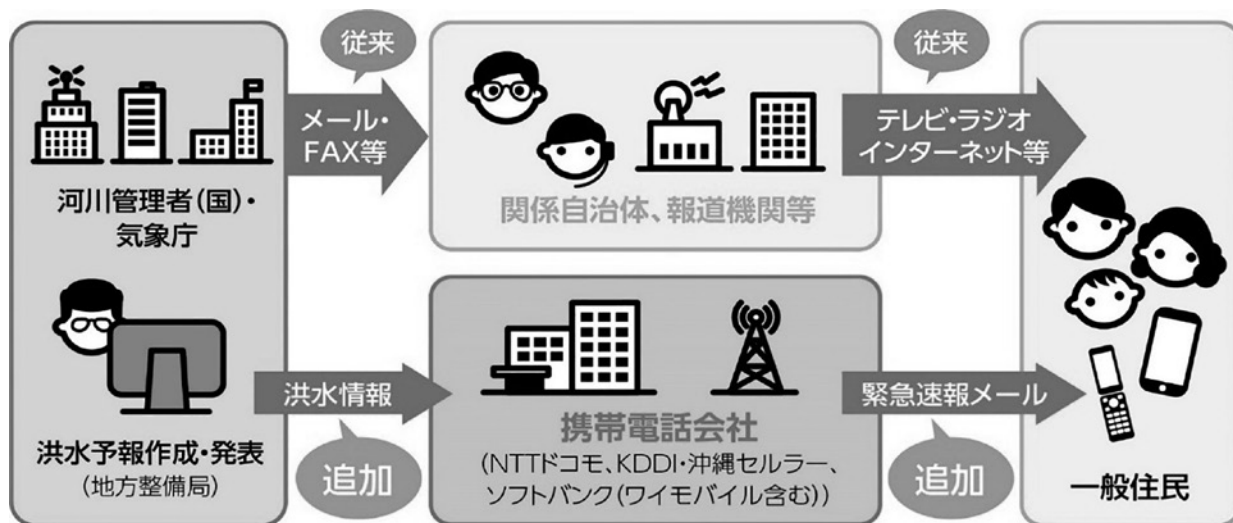 従来
従来
メール・
FAX等
テレビ・ラジオ
インターネット等
河川管理者(国)・
気象庁
関係自治体、報道機関等
洪水情報
緊急速報メール
洪水予報作成・発表
(地方整備局)
追加
携帯電話会社
(NTTドコモ、KDDI・沖縄セルラー、
ソフトバンク(ワイモバイル含む))
追加
一般住民